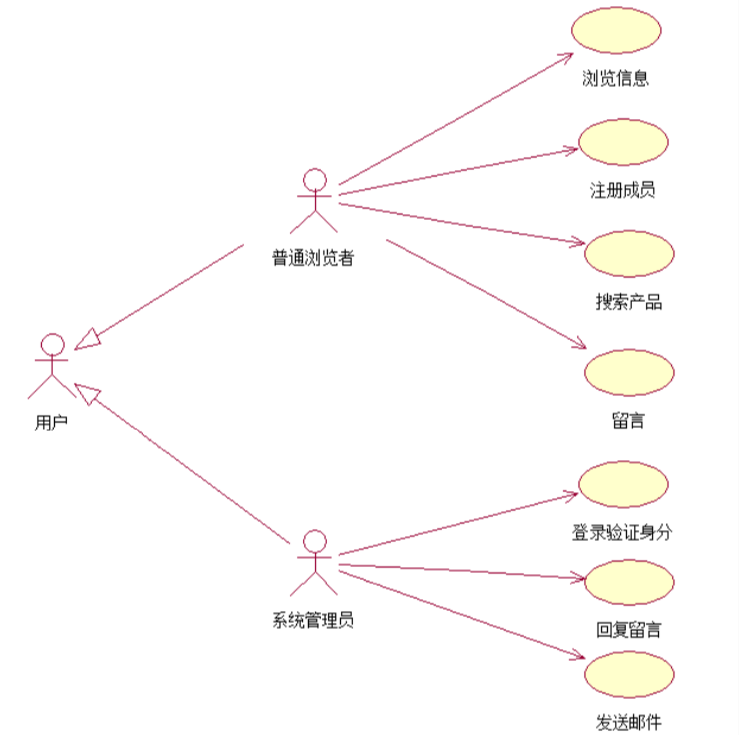 浏览信息
注册成员
普通浏览者
搜索产品
用户
留言
登录验证身分
系统管理员
回复留言
发送邮件